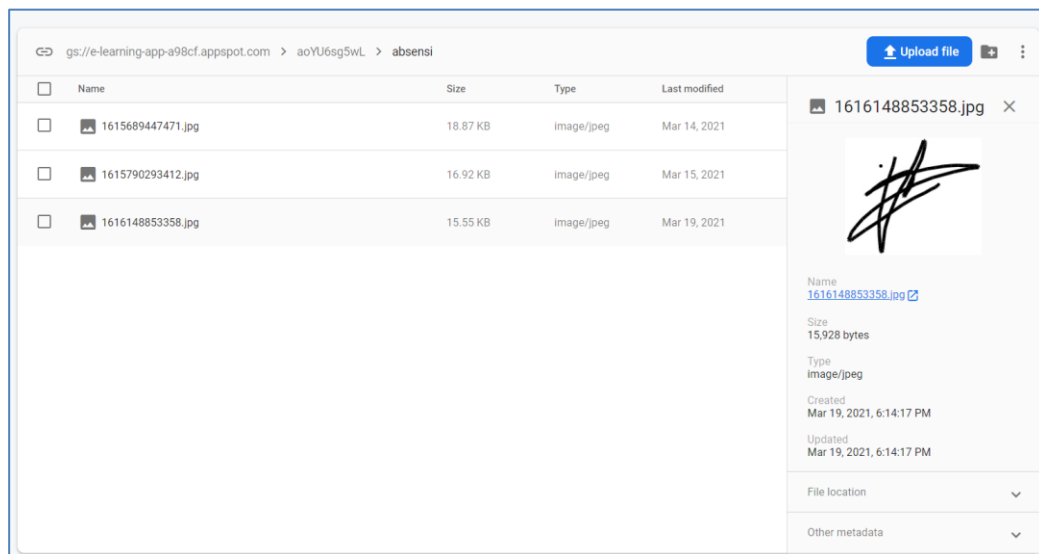 gs://e-learning-app-a98cf.appspot.com > aoYU6sg5wL > absensi
Upload file
Name Size Type Last modified
1615689447471.jpg 18.87 KB image/jpeg Mar 14, 2021
1615790293412.jpg 16.92 KB image/jpeg Mar 15, 2021
1616148853358.jpg 15.55 KB image/jpeg Mar 19, 2021
1616148853358.jpg
Name
1616148853358.jpg
Size
15,928 bytes
Type
image/jpeg
Created
Mar 19, 2021, 6:14:17 PM
Updated
Mar 19, 2021, 6:14:17 PM
File location
Other metadata